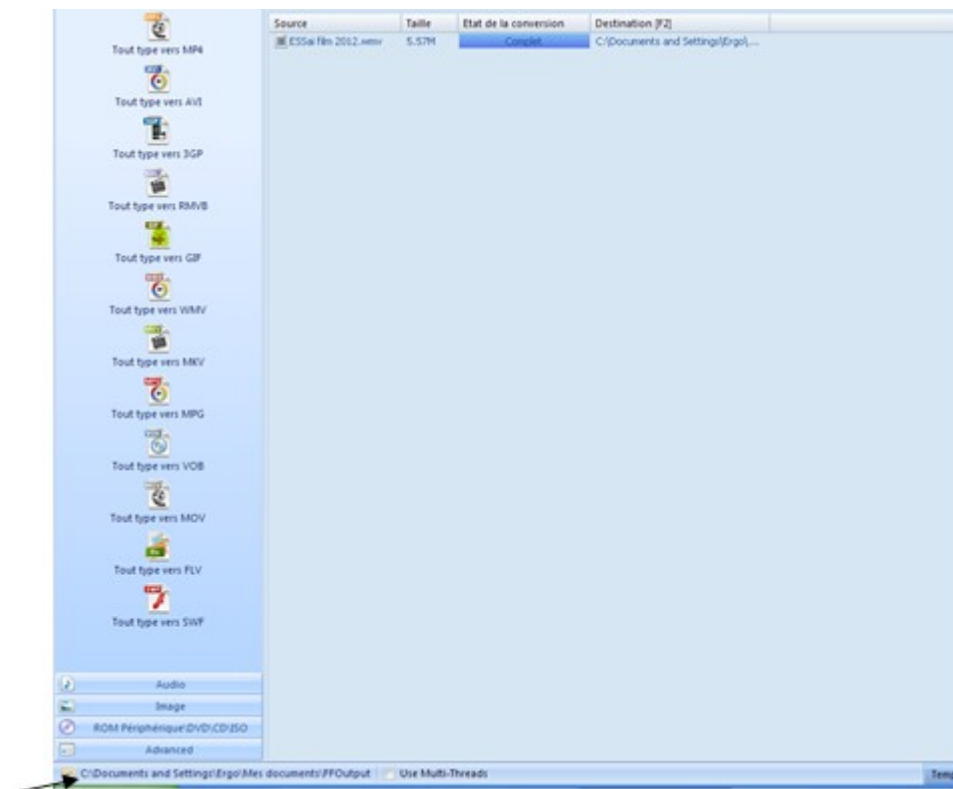 Source Taille Etat de la conversion Destination [F2]
ESSai film 2012.wmv 5.57M Complet C:\Documents and Settings\Ergo\,...
Tout type vers MP4
Tout type vers AVI
Tout type vers 3GP
Tout type vers RMVB
Tout type vers GIF
Tout type vers WMV
Tout type vers MKV
Tout type vers MPG
Tout type vers VOB
Tout type vers MOV
Tout type vers FLV
Tout type vers SWF
Audio
Image
ROM Périphérique\DVD\CD\ISO
Advanced
C:\Documents and Settings\Ergo\Mes documents\FFOutput Use Multi-Threads Temp